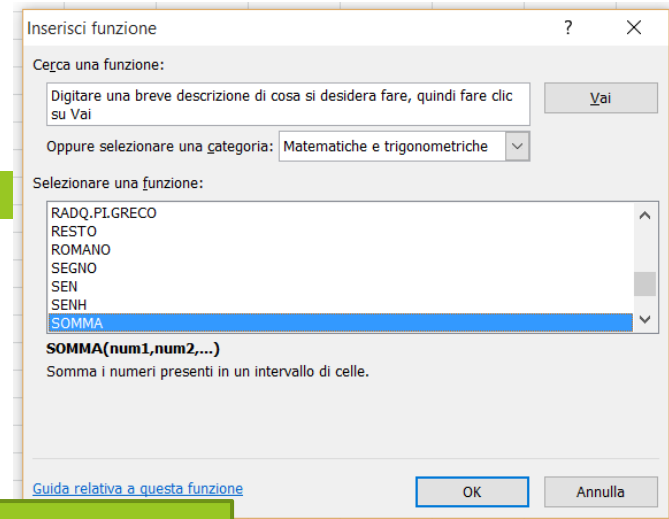 Inserisci funzione ? ×
Cerca una funzione:
Digitare una breve descrizione di cosa si desidera fare, quindi fare clic
su Vai
Vai
Oppure selezionare una categoria: Matematiche e trigonometriche
Selezionare una funzione:
RADQ.PI.GRECO
RESTO
ROMANO
SEGNO
SEN
SENH
SOMMA
SOMMA(num1,num2,...)
Somma i numeri presenti in un intervallo di celle.
Guida relativa a questa funzione
OK
Annulla